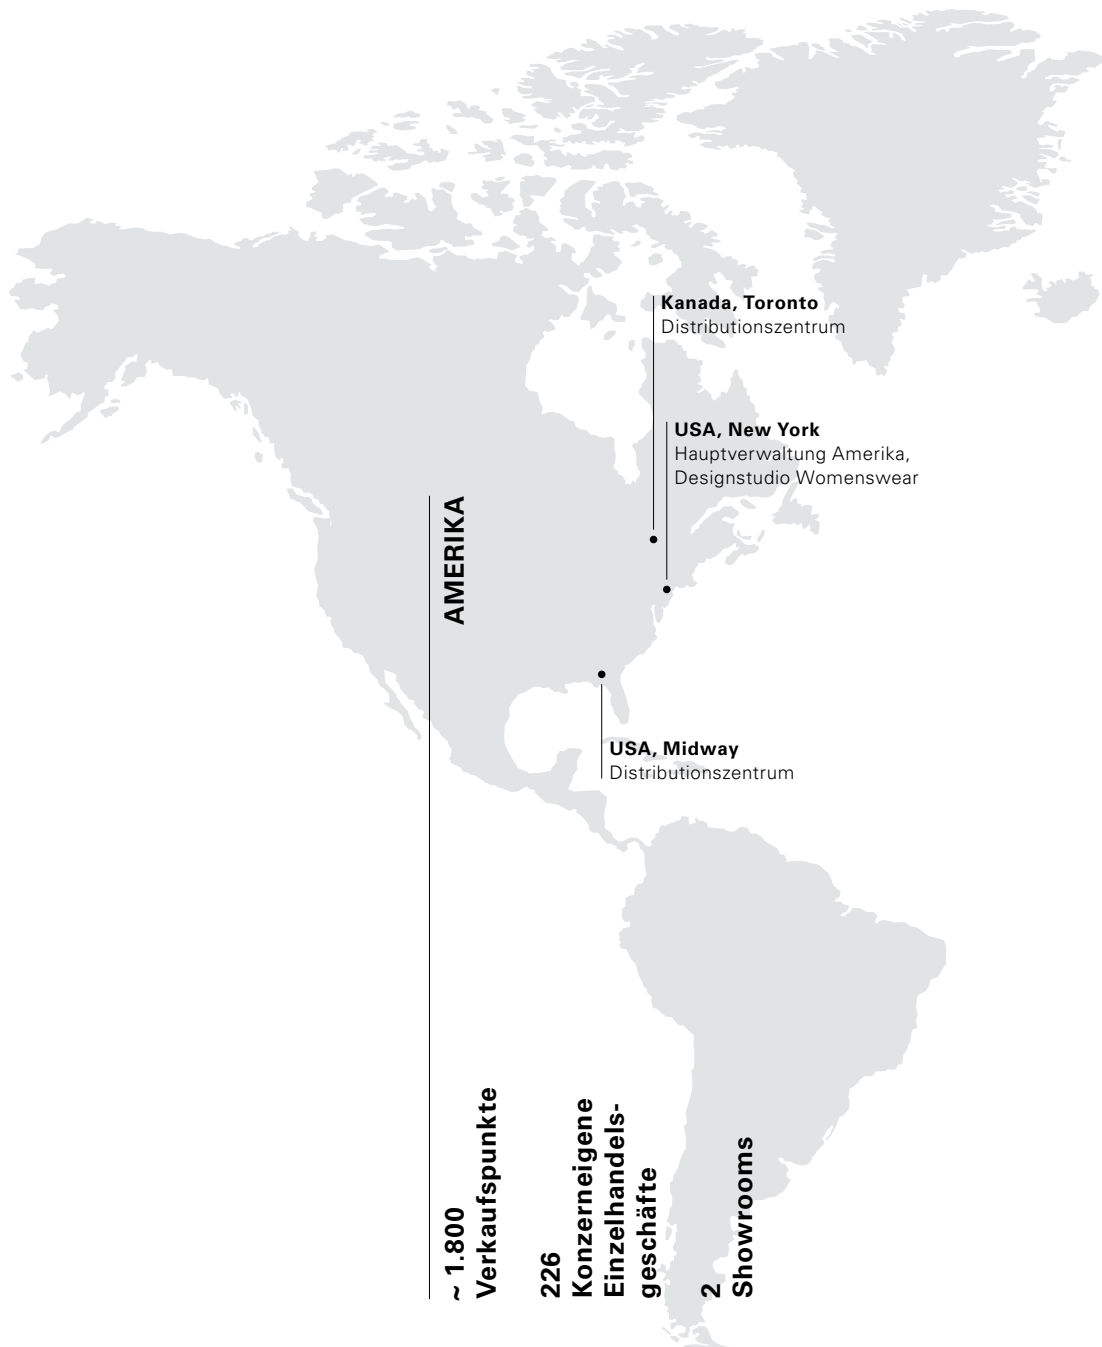 Kanada, Toronto
Distributionszentrum
USA, New York
Hauptverwaltung Amerika,
Designstudio Womenswear
USA, Midway
Distributionszentrum
AMERIKA
~ 1.800
Verkaufspunkte
226
Konzerneigene
Einzelhandels-
geschäfte
2
Showrooms